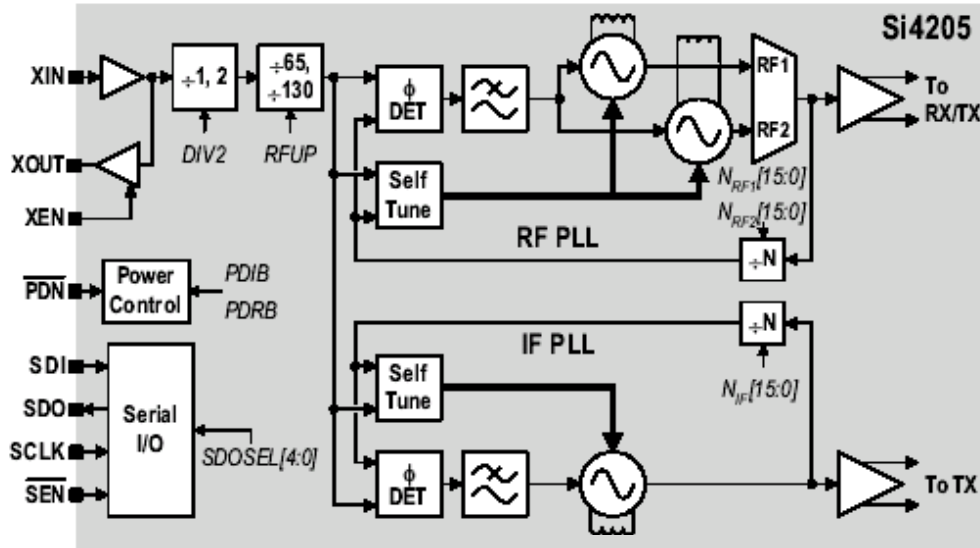 Si4205
XIN
÷1, 2
÷65,
÷130
ϕ
DET
RF1
RF2
To
RX/TX
XOUT
DIV2
RFUP
XEN
Self
Tune
N_RF1[15:0]
N_RF2[15:0]
RF PLL
÷N
PDN
Power
Control
PDIB
PDRB
IF PLL
÷N
SDI
SDO
SCLK
SEN
Serial
I/O
SDOSEL[4:0]
Self
Tune
N_IF[15:0]
ϕ
DET
To TX